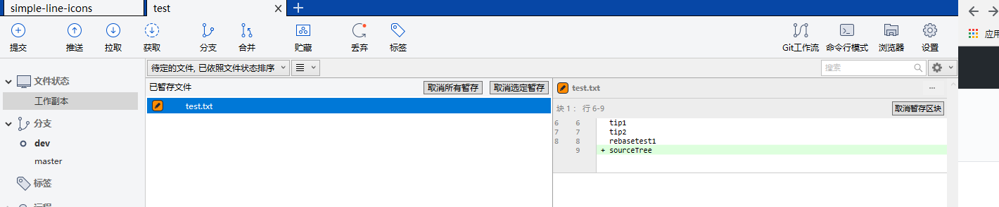 simple-line-icons
test
提交
推送
拉取
获取
分支
合并
贮藏
丢弃
标签
Git工作流
命令行模式
浏览器
设置
应用
待定的文件, 已依照文件状态排序
搜索
文件状态
工作副本
分支
dev
master
标签
远程
已暂存文件
取消所有暂存
取消选定暂存
test.txt
test.txt
...
块 1： 行 6-9
取消暂存区块
6 6 tip1
7 7 tip2
8 8 rebasetest1
9 + sourceTree